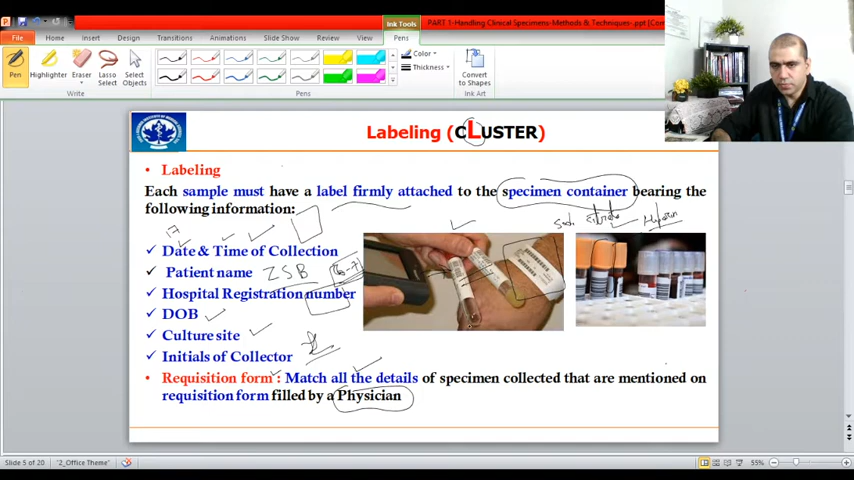 Ink Tools
PART 1-Handling Clinical Specimens-Methods & Techniques-.ppt [Com
File Home Insert Design Transitions Animations Slide Show Review View Pens
Pen
Highlighter
Eraser
Lasso Select
Select Objects
Color
Thickness
Convert to Shapes
Write
Pens
Ink Art
Labeling (CLUSTER)
• Labeling
Each sample must have a label firmly attached to the specimen container bearing the
following information:
✓ Date & Time of Collection
✓ Patient name ZSB
✓ Hospital Registration number
✓ DOB
✓ Culture site
✓ Initials of Collector
• Requisition form : Match all the details of specimen collected that are mentioned on
requisition form filled by a Physician
Slide 5 of 20
"2_Office Theme"
55%